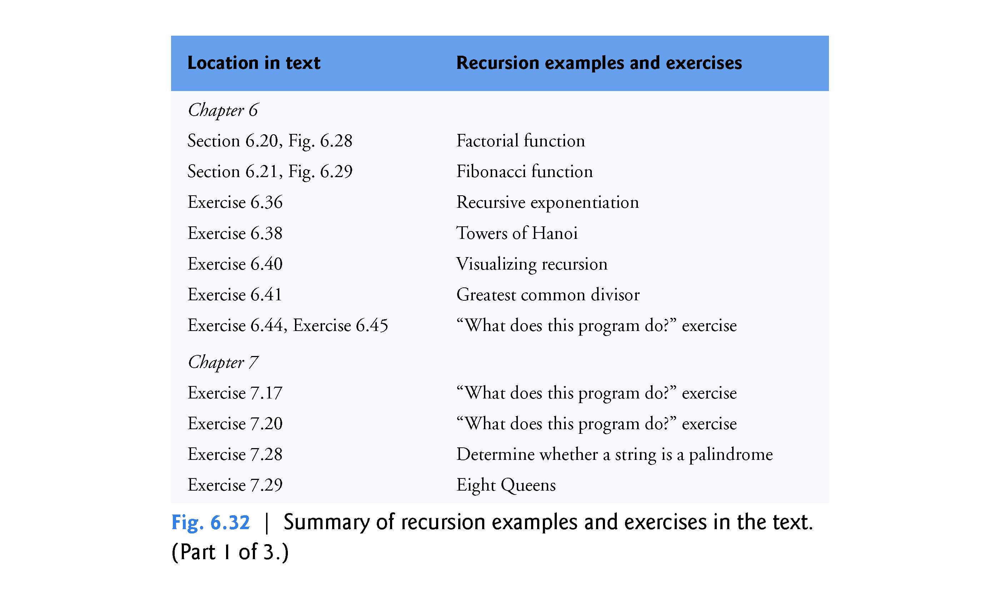 Location in text Recursion examples and exercises
Chapter 6
Section 6.20, Fig. 6.28 Factorial function
Section 6.21, Fig. 6.29 Fibonacci function
Exercise 6.36 Recursive exponentiation
Exercise 6.38 Towers of Hanoi
Exercise 6.40 Visualizing recursion
Exercise 6.41 Greatest common divisor
Exercise 6.44, Exercise 6.45 “What does this program do?” exercise
Chapter 7
Exercise 7.17 “What does this program do?” exercise
Exercise 7.20 “What does this program do?” exercise
Exercise 7.28 Determine whether a string is a palindrome
Exercise 7.29 Eight Queens
Fig. 6.32 | Summary of recursion examples and exercises in the text.
(Part 1 of 3.)